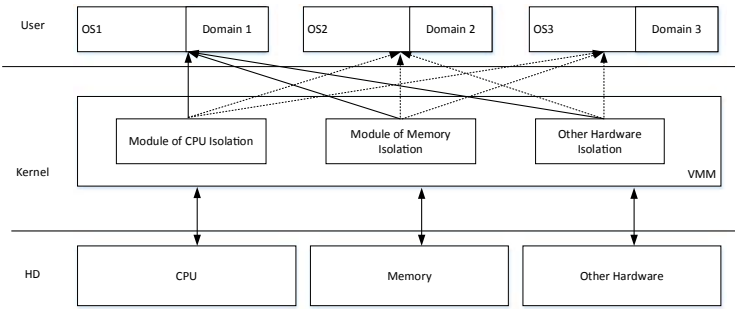 User
OS1
Domain 1
OS2
Domain 2
OS3
Domain 3
Kernel
Module of CPU Isolation
Module of Memory
Isolation
Other Hardware
Isolation
VMM
HD
CPU
Memory
Other Hardware